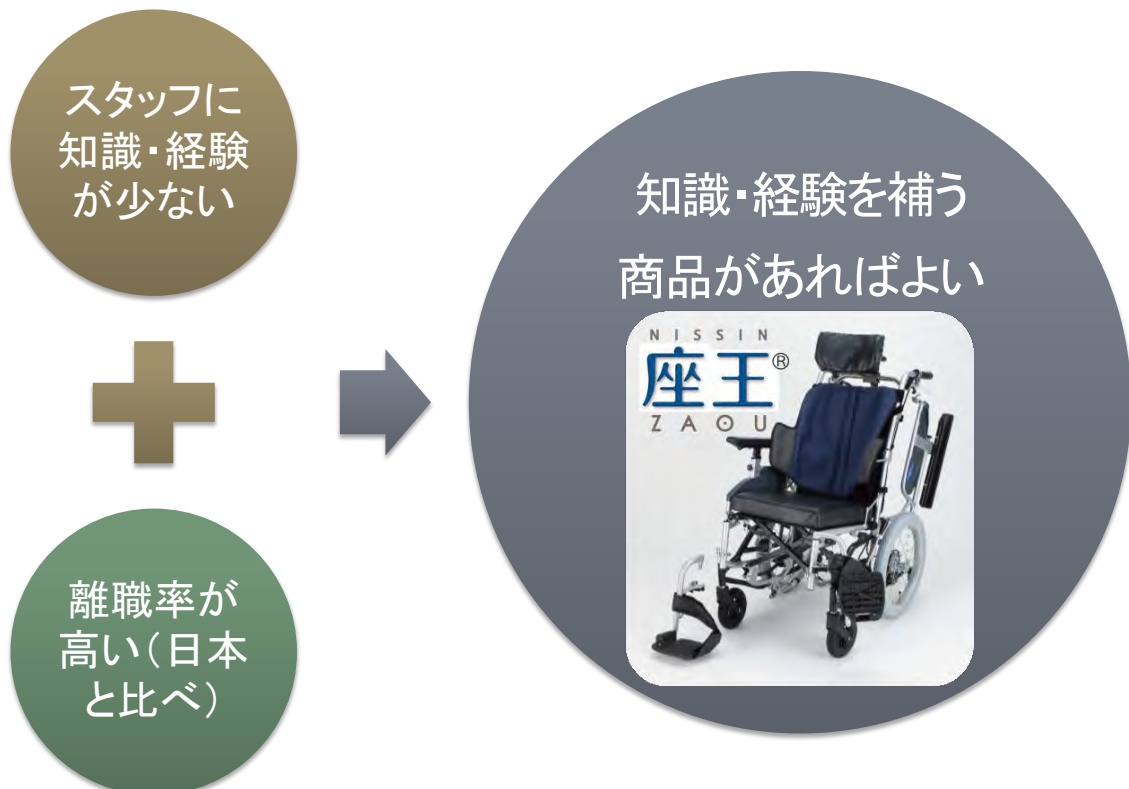 スタッフに
知識・経験
が少ない
離職率が
高い(日本
と比べ)
知識・経験を補う
商品があればよい
NISSIN
座王®
ZAOU